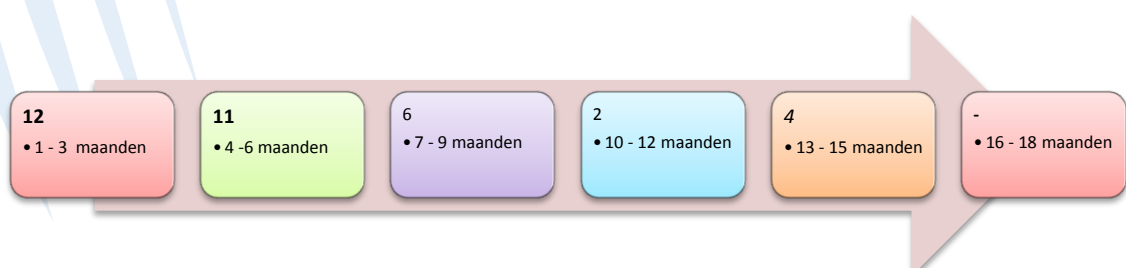 12
• 1 - 3 maanden
11
• 4 -6 maanden
6
• 7 - 9 maanden
2
• 10 - 12 maanden
4
• 13 - 15 maanden
-
• 16 - 18 maanden